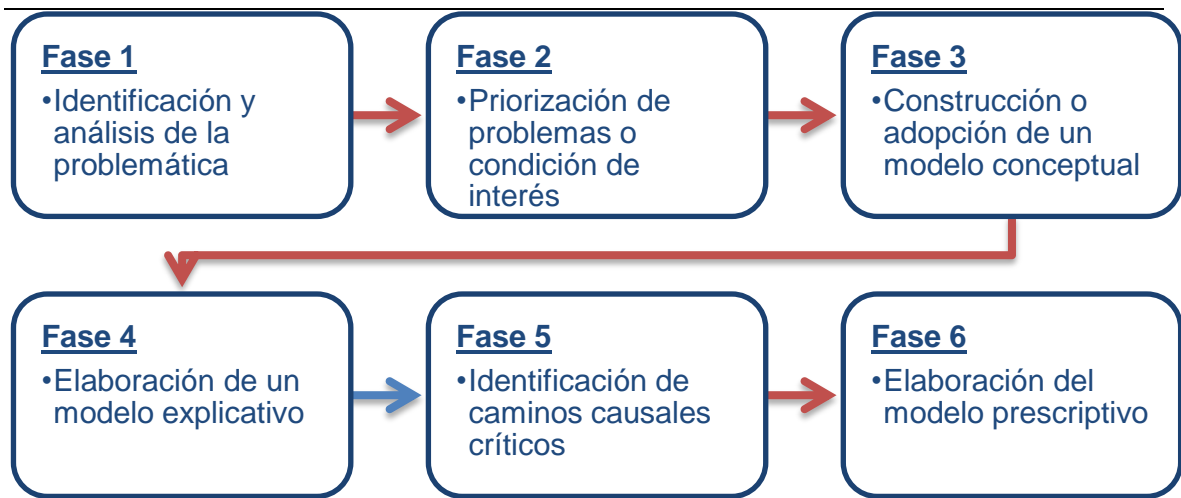 Fase 1
•Identificación y
análisis de la
problemática
Fase 2
•Priorización de
problemas o
condición de
interés
Fase 3
•Construcción o
adopción de un
modelo conceptual
Fase 4
•Elaboración de un
modelo explicativo
Fase 5
•Identificación de
caminos causales
críticos
Fase 6
•Elaboración del
modelo prescriptivo